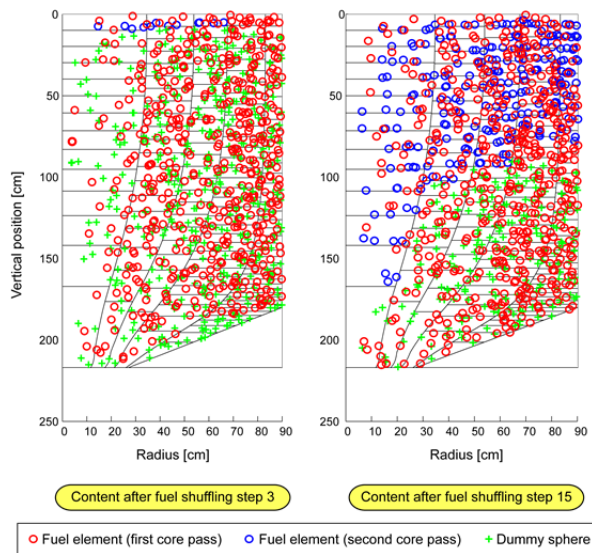 0
50
100
150
200
250
Vertical position [cm]
0 10 20 30 40 50 60 70 80 90
Radius [cm]
0
50
100
150
200
250
0 10 20 30 40 50 60 70 80 90
Radius [cm]
Content after fuel shuffling step 3
Content after fuel shuffling step 15
Fuel element (first core pass) Fuel element (second core pass) Dummy sphere